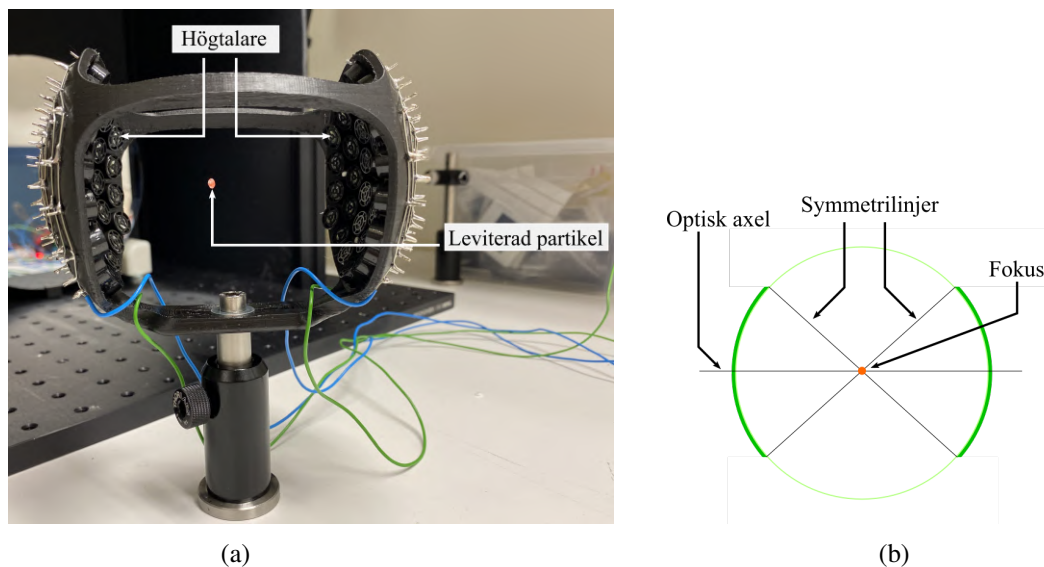 Högtalare
Leviterad partikel
(a)
Optisk axel
Symmetrilinjer
Fokus
(b)